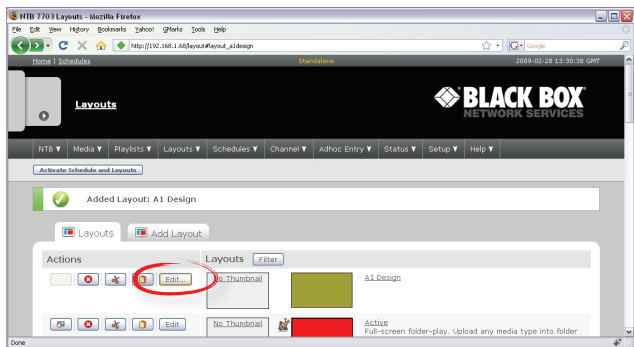 NTB 7703 Layouts - Mozilla Firefox
File Edit View History Bookmarks Yahoo! GMarks Tools Help
http://192.168.1.68/layout#layout_a1design
Google
Home | Schedules Standalone 2009-02-28 13:30:38 GMT
Layouts
BLACK BOX®
NETWORK SERVICES
NTB Media Playlists Layouts Schedules Channel Adhoc Entry Status Setup Help
Activate Schedule and Layouts
Added Layout: A1 Design
Layouts Add Layout
Actions Layouts Filter
Edit... No Thumbnail A1 Design
Edit No Thumbnail Active
Full-screen folder-play. Upload any media type into folder
Done